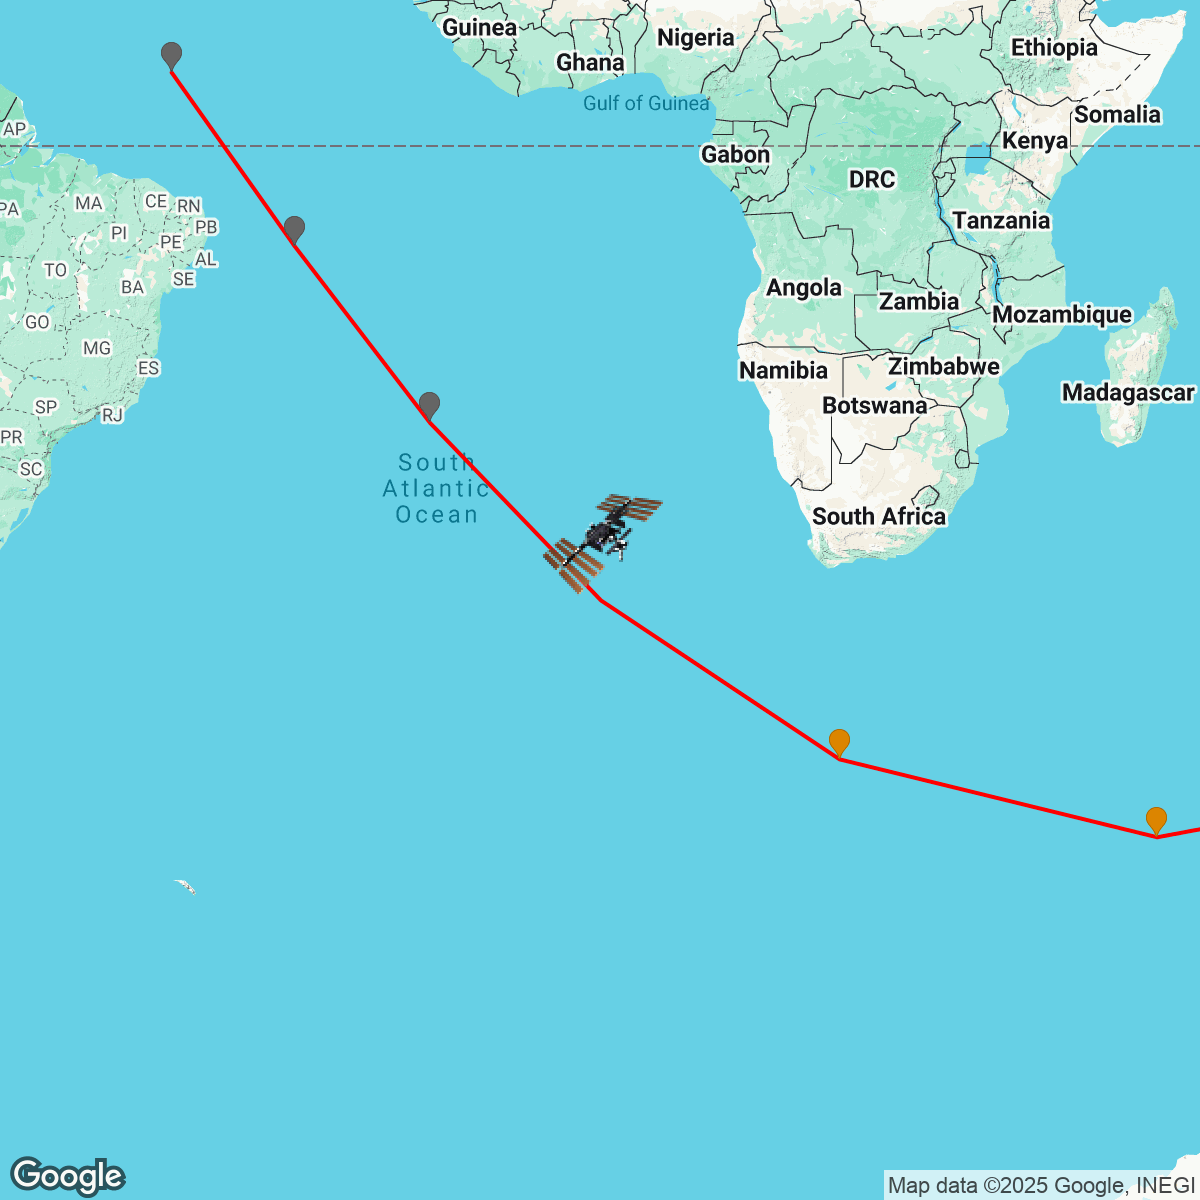 Guinea
Nigeria
Ghana
Ethiopia
Gulf of Guinea
Somalia
AP
Kenya
Gabon
DRC
MA
CE
RN
PA
Tanzania
PI
PB
PE
AL
TO
SE
BA
Angola
Zambia
Mozambique
GO
MG
ES
Namibia
Zimbabwe
Madagascar
SP
RJ
Botswana
PR
SC
South
Atlantic
Ocean
South Africa
Google
Map data ©2025 Google, INEGI